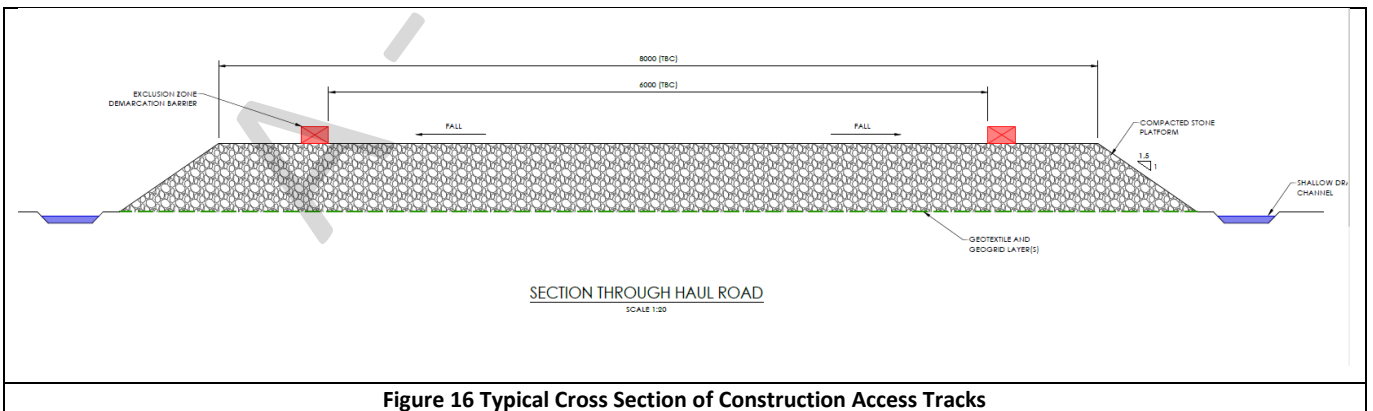 8000 (TBC)
6000 (TBC)
EXCLUSION ZONE
DEMARCATION BARRIER
FALL
FALL
COMPACTED STONE
PLATFORM
1.5
1
SHALLOW
CHANNEL
GEOTEXTILE AND
GEOGRID LAYER(S)
SECTION THROUGH HAUL ROAD
SCALE 1:20
Figure 16 Typical Cross Section of Construction Access Tracks